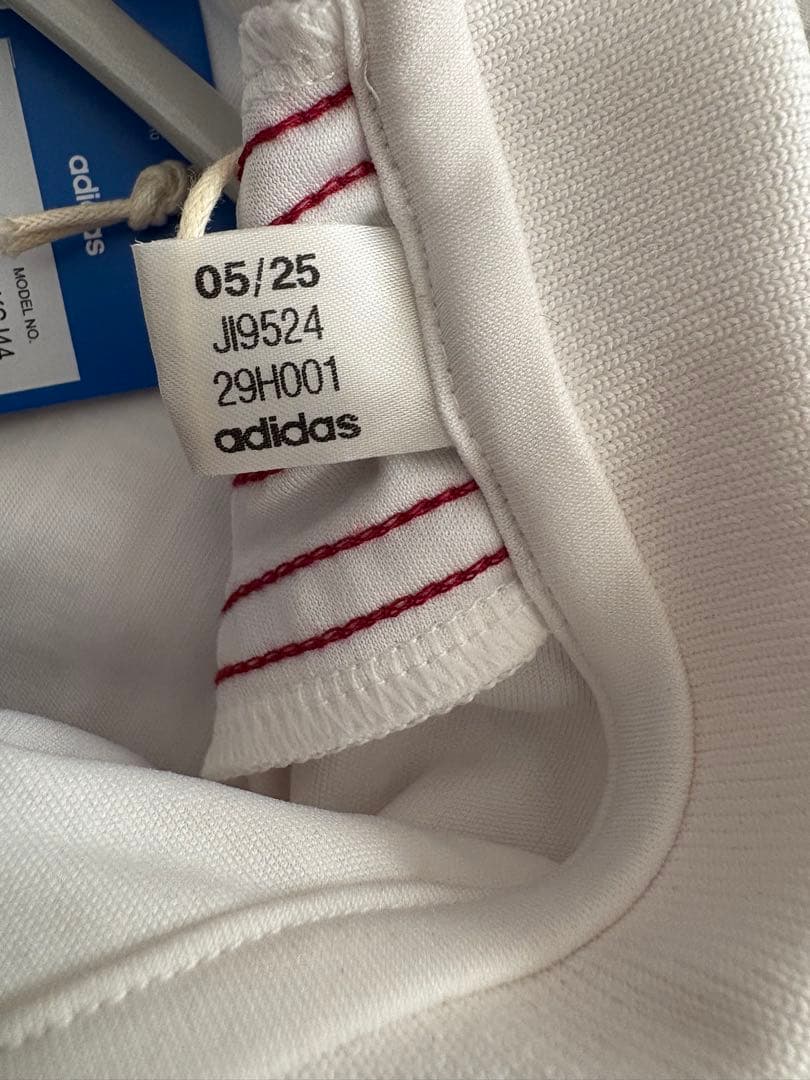 05/25
JI9524
29H001
adidas
adidas
MODEL NO.